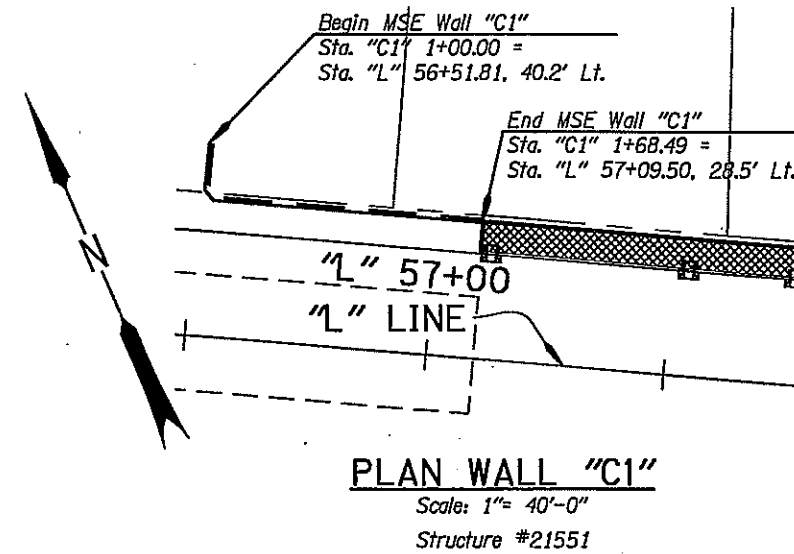 Begin MSE Wall "C1"
Sta. "C1" 1+00.00 =
Sta. "L" 56+51.81, 40.2' Lt.
End MSE Wall "C1"
Sta. "C1" 1+68.49 =
Sta. "L" 57+09.50, 28.5' Lt.
N
"L" 57+00
"L" LINE
PLAN WALL "C1"
Scale: 1"= 40'-0"
Structure #21551